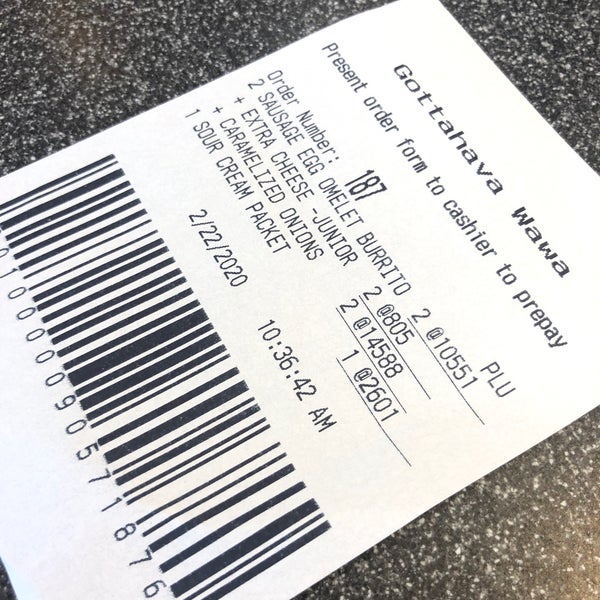 Gottahava Wawa
Present order form to cashier to prepay
PLU
Order Number: 187
2 SAUSAGE EGG OMELET BURRITO 2 @10551
+ EXTRA CHEESE -JUNIOR 2 @805
+ CARAMELIZED ONIONS 2 @14588
1 SOUR CREAM PACKET 1 @2601
2/22/2020 10:36:42 AM
01000090571876